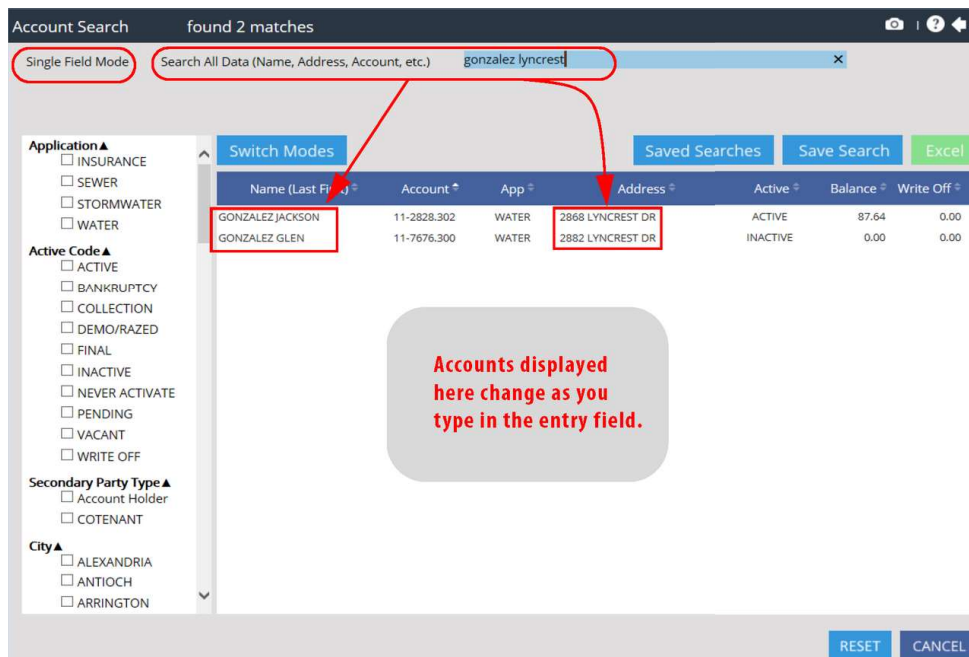 Account Search found 2 matches
Single Field Mode Search All Data (Name, Address, Account, etc.) gonzalez lyncrest
Switch Modes Saved Searches Save Search Excel
Application▲
INSURANCE
SEWER
STORMWATER
WATER
Active Code▲
ACTIVE
BANKRUPTCY
COLLECTION
DEMO/RAZED
FINAL
INACTIVE
NEVER ACTIVATE
PENDING
VACANT
WRITE OFF
Secondary Party Type▲
Account Holder
COTENANT
City▲
ALEXANDRIA
ANTIOCH
ARRINGTON
Name (Last First) Account App Address Active Balance Write Off
GONZALEZ JACKSON 11-2828.302 WATER 2868 LYNCREST DR ACTIVE 87.64 0.00
GONZALEZ GLEN 11-7676.300 WATER 2882 LYNCREST DR INACTIVE 0.00 0.00
Accounts displayed
here change as you
type in the entry field.
RESET CANCEL